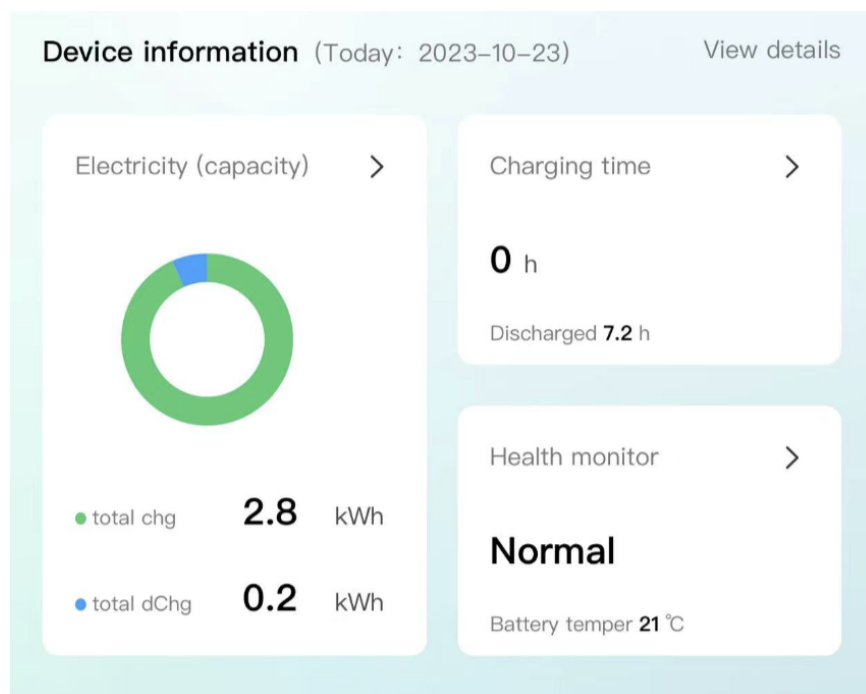 Device information (Today: 2023-10-23) View details
Electricity (capacity)
total chg 2.8 kWh
total dChg 0.2 kWh
Charging time
0 h
Discharged 7.2 h
Health monitor
Normal
Battery temper 21 ℃